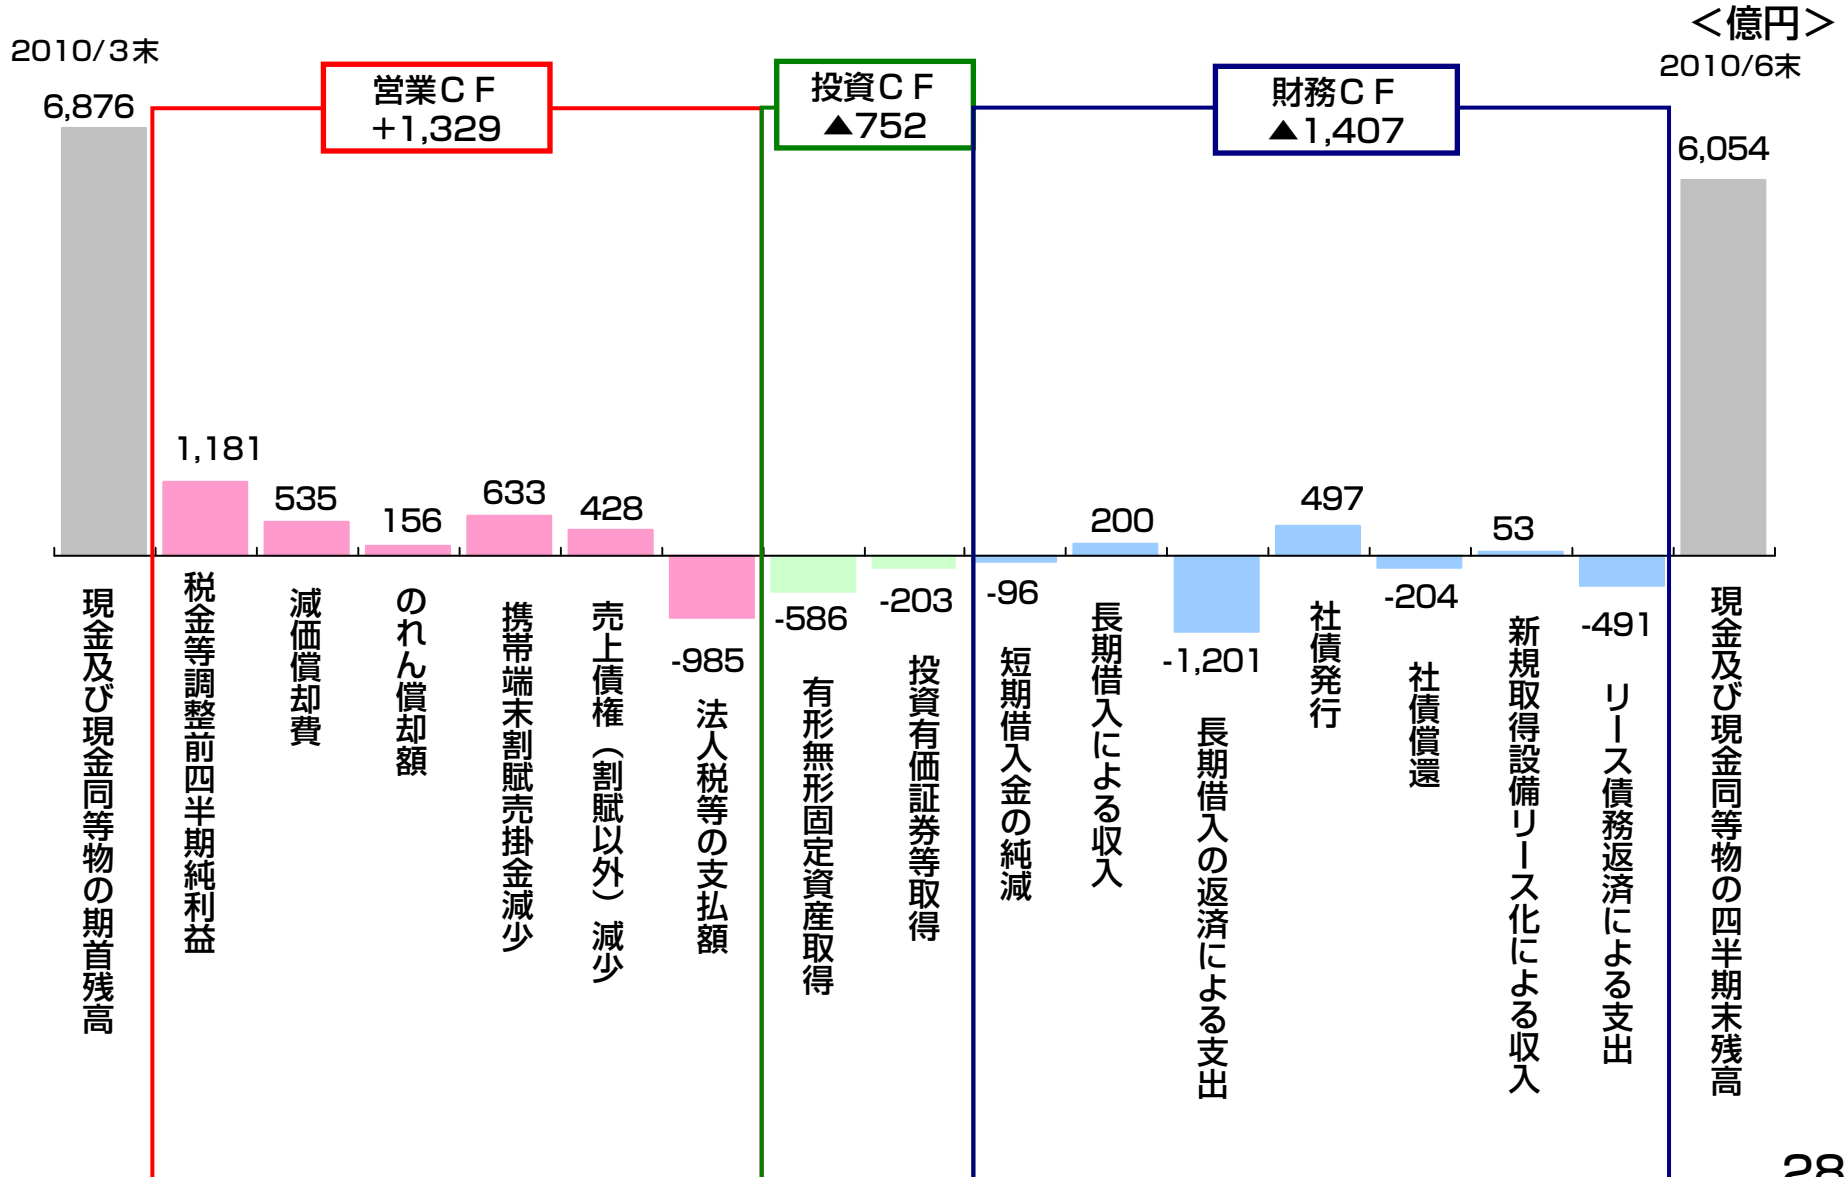 ＜億円＞
2010/3末
2010/6末
営業ＣＦ
+1,329
投資ＣＦ
▲752
財務ＣＦ
▲1,407
6,876
1,181
535
156
633
428
-985
-586
-203
-96
200
-1,201
497
-204
53
-491
6,054
現金及び現金同等物の期首残高
税金等調整前四半期純利益
減価償却費
のれん償却額
携帯端末割賦売掛金減少
売上債権（割賦以外）減少
法人税等の支払額
有形無形固定資産取得
投資有価証券等取得
短期借入金の純減
長期借入による収入
長期借入の返済による支出
社債発行
社債償還
新規取得設備リース化による収入
リース債務返済による支出
現金及び現金同等物の四半期末残高
28